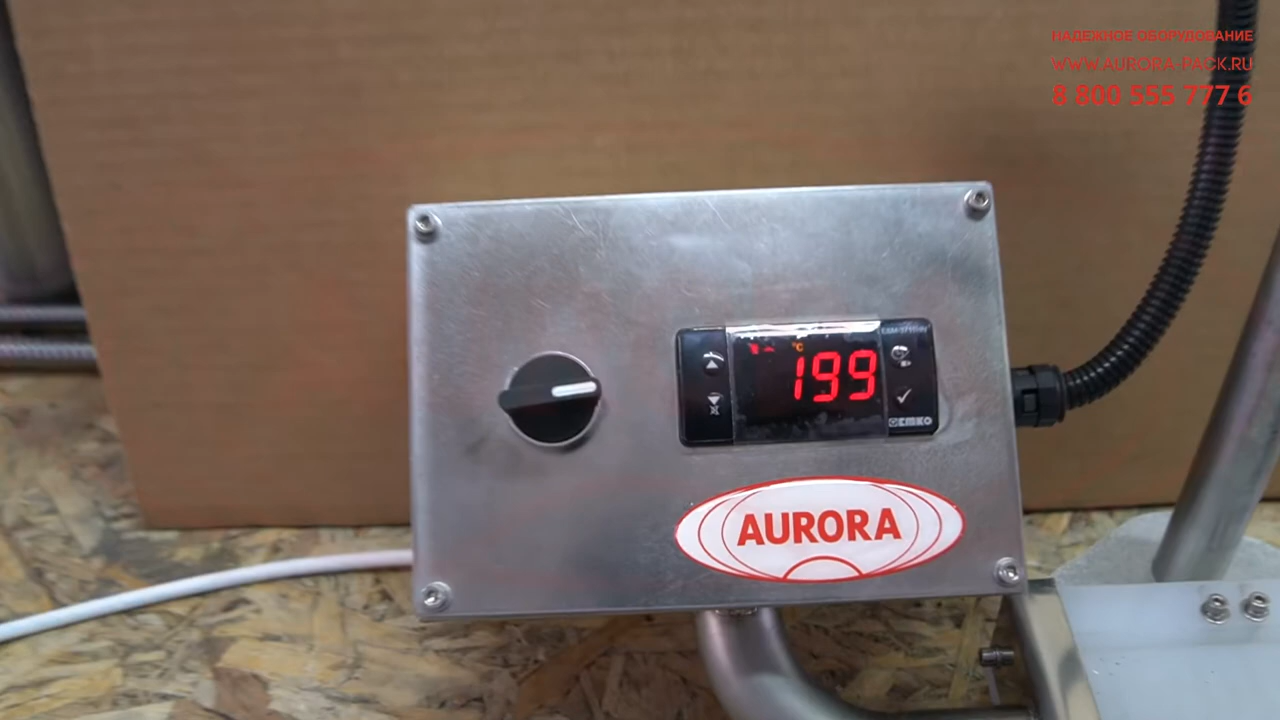 НАДЕЖНОЕ ОБОРУДОВАНИЕ
WWW.AURORA-PACK.RU
8 800 555 777 6
°C
199
EMKO
AURORA